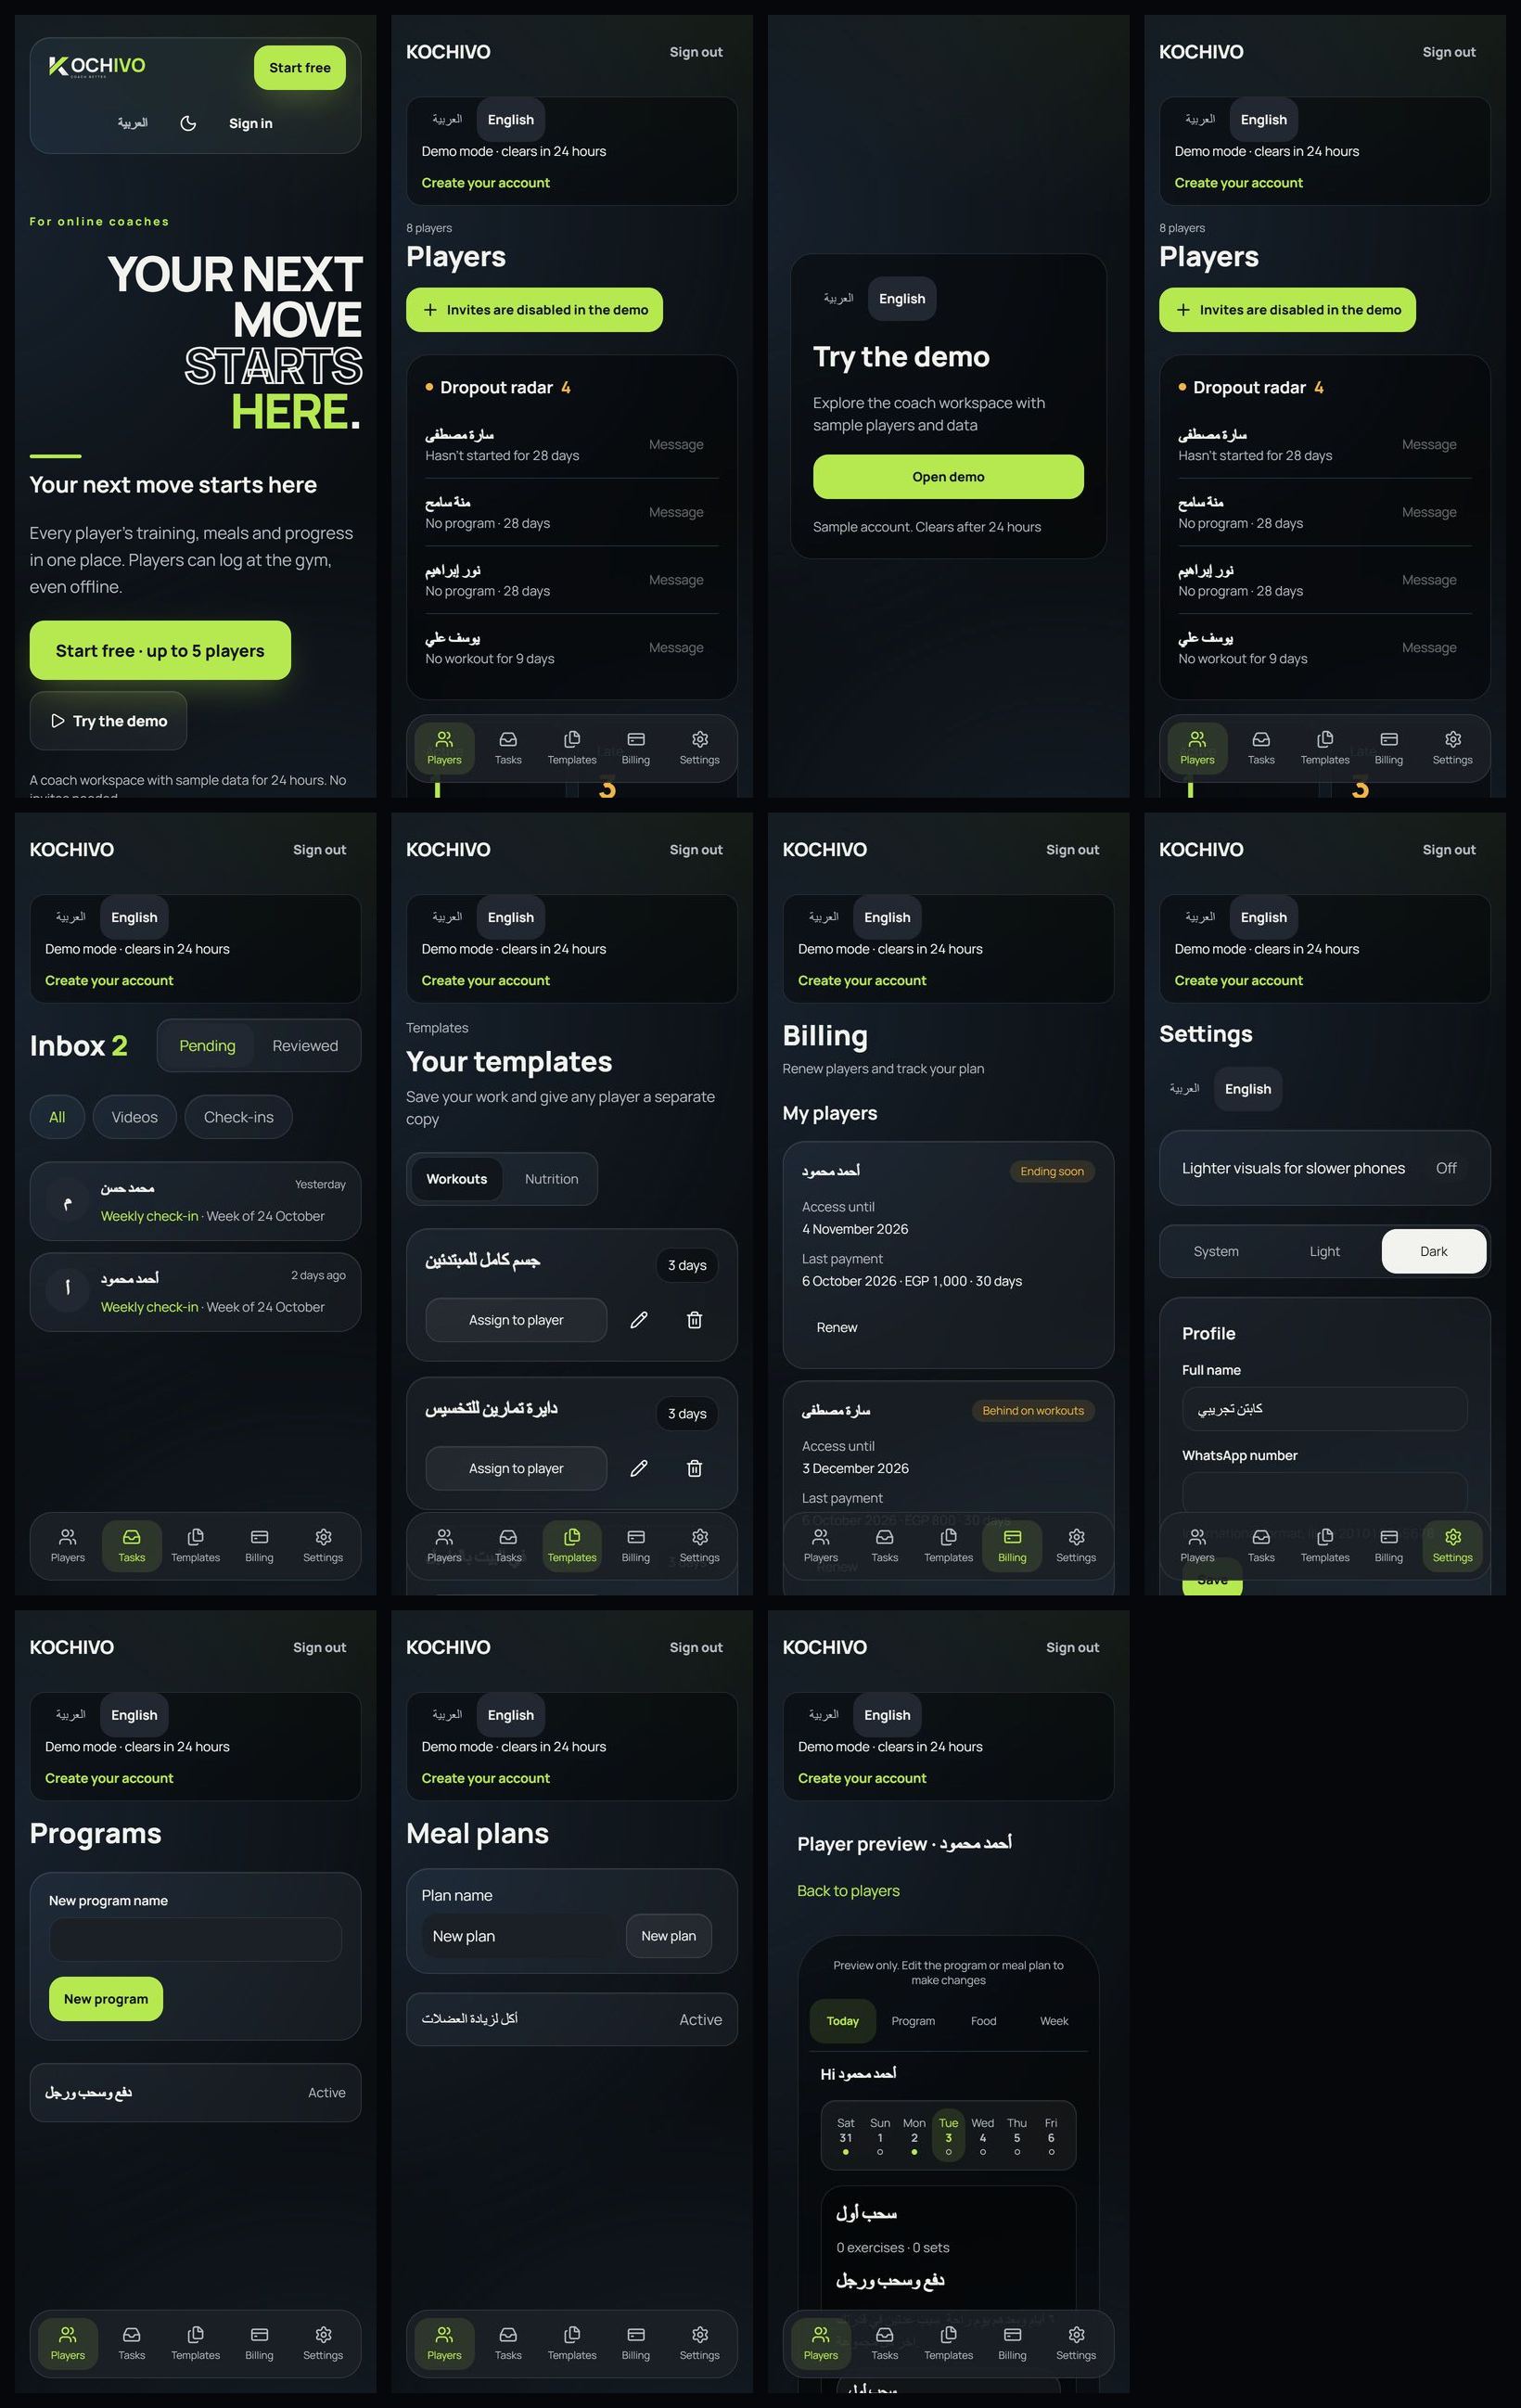 KOCHIVO
COACH BETTER
Start free
العربية
Sign in
For online coaches
YOUR NEXT
MOVE
STARTS
HERE.
Your next move starts here
Every player's training, meals and progress
in one place. Players can log at the gym,
even offline.
Start free · up to 5 players
Try the demo
A coach workspace with sample data for 24 hours. No
invites needed
KOCHIVO
Sign out
العربية
English
Demo mode · clears in 24 hours
Create your account
8 players
Players
Invites are disabled in the demo
Dropout radar 4
سارة مصطفى
Hasn't started for 28 days
Message
منة سامح
No program · 28 days
Message
نور إبراهيم
No program · 28 days
Message
يوسف علي
No workout for 9 days
Message
Late
Players
Tasks
Templates
Billing
Settings
1
3
العربية
English
Try the demo
Explore the coach workspace with
sample players and data
Open demo
Sample account. Clears after 24 hours
KOCHIVO
Sign out
العربية
English
Demo mode · clears in 24 hours
Create your account
8 players
Players
Invites are disabled in the demo
Dropout radar 4
سارة مصطفى
Hasn't started for 28 days
Message
منة سامح
No program · 28 days
Message
نور إبراهيم
No program · 28 days
Message
يوسف علي
No workout for 9 days
Message
Late
Players
Tasks
Templates
Billing
Settings
1
3
KOCHIVO
Sign out
العربية
English
Demo mode · clears in 24 hours
Create your account
Inbox 2
Pending
Reviewed
All
Videos
Check-ins
م
محمد حسن
Yesterday
Weekly check-in · Week of 24 October
أ
أحمد محمود
2 days ago
Weekly check-in · Week of 24 October
Players
Tasks
Templates
Billing
Settings
KOCHIVO
Sign out
العربية
English
Demo mode · clears in 24 hours
Create your account
Templates
Your templates
Save your work and give any player a separate
copy
Workouts
Nutrition
جسم كامل للمبتدئين
3 days
Assign to player
دايرة تمارين للتخسيس
3 days
Assign to player
3 days
Players
Tasks
Templates
Billing
Settings
KOCHIVO
Sign out
العربية
English
Demo mode · clears in 24 hours
Create your account
Billing
Renew players and track your plan
My players
أحمد محمود
Ending soon
Access until
4 November 2026
Last payment
6 October 2026 · EGP 1,000 · 30 days
Renew
سارة مصطفى
Behind on workouts
Access until
3 December 2026
Last payment
6 October 2026 · EGP 800 · 30 days
Renew
Players
Tasks
Templates
Billing
Settings
KOCHIVO
Sign out
العربية
English
Demo mode · clears in 24 hours
Create your account
Settings
العربية
English
Lighter visuals for slower phones
Off
System
Light
Dark
Profile
Full name
كابتن تجريبي
WhatsApp number
Players
Tasks
Templates
Billing
Settings
Save
KOCHIVO
Sign out
العربية
English
Demo mode · clears in 24 hours
Create your account
Programs
New program name
New program
دفع وسحب ورجل
Active
Players
Tasks
Templates
Billing
Settings
KOCHIVO
Sign out
العربية
English
Demo mode · clears in 24 hours
Create your account
Meal plans
Plan name
New plan
New plan
أكل لزيادة العضلات
Active
Players
Tasks
Templates
Billing
Settings
KOCHIVO
Sign out
العربية
English
Demo mode · clears in 24 hours
Create your account
Player preview · أحمد محمود
Back to players
Preview only. Edit the program or meal plan to
make changes
Today
Program
Food
Week
Hi أحمد محمود
Sat Sun Mon Tue Wed Thu Fri
31 1 2 3 4 5 6
سحب أول
0 exercises · 0 sets
دفع وسحب ورجل
Players
Tasks
Templates
Billing
Settings
سحب أول